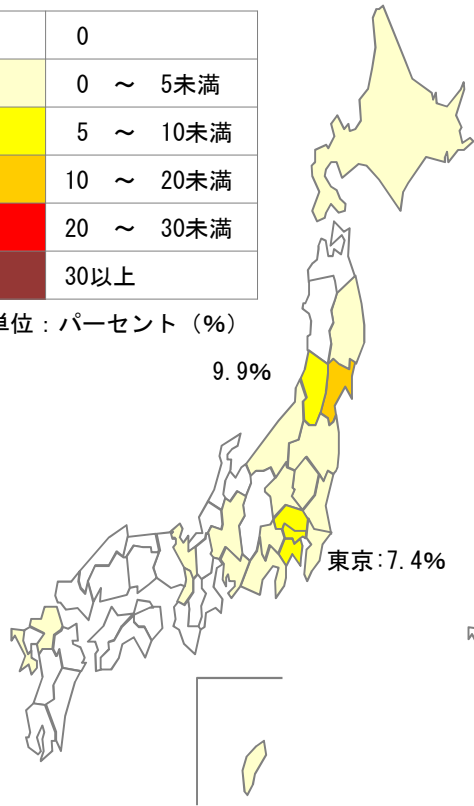 0
0 ～ 5未満
5 ～ 10未満
10 ～ 20未満
20 ～ 30未満
30以上
単位：パーセント（%）
9.9%
東京：7.4%